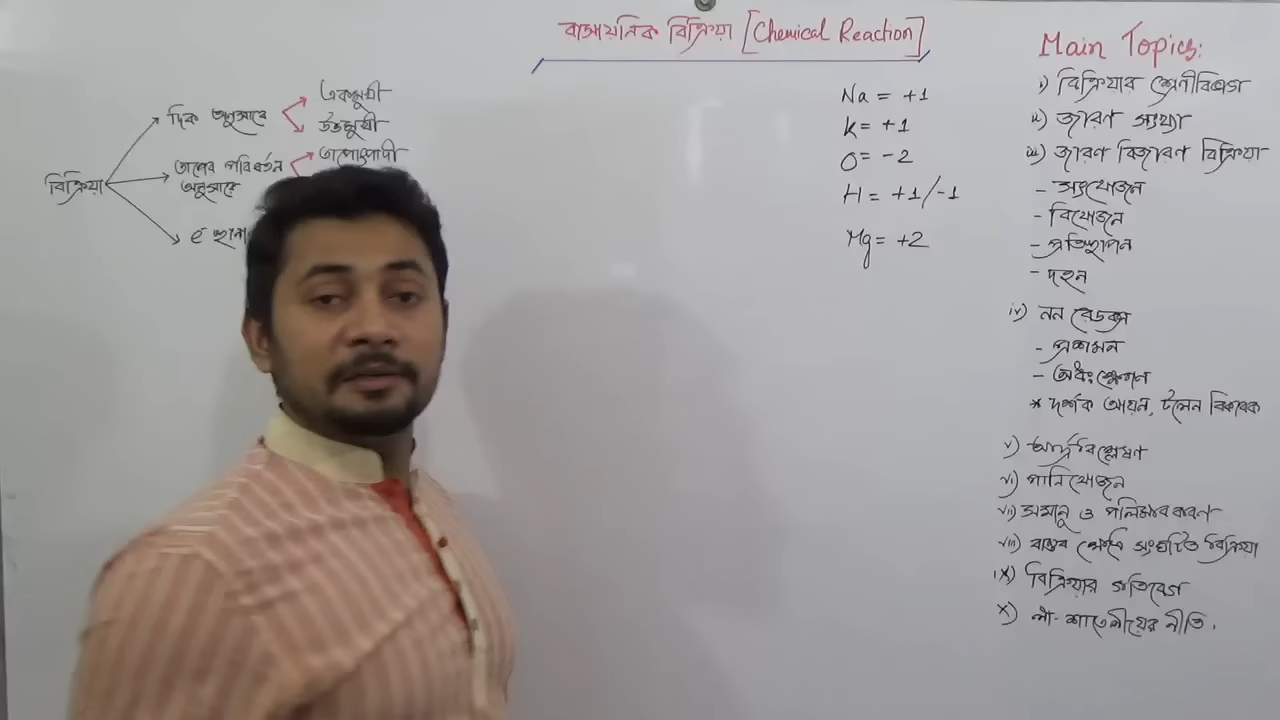 রাসায়নিক বিক্রিয়া [Chemical Reaction]
বিক্রিয়া
দিক অনুসারে
একমুখী
উভমুখী
তাপের পরিবর্তন
অনুসারে
তাপোৎপাদী
e⁻ স্থানা
Na = +1
K = +1
O = -2
H = +1/-1
Mg = +2
Main Topics:
i) বিক্রিয়ার শ্রেণীবিভাগ
ii) জারণ সংখ্যা
iii) জারণ বিজারণ বিক্রিয়া
- সংযোজন
- বিযোজন
- প্রতিস্থাপন
- দহন
iv) নন রেডক্স
- প্রশমন
- অধঃক্ষেপণ
* দর্শক আয়ন, টলেন বিকারক
v) আর্দ্রবিশ্লেষণ
vi) পানিযোজন
vii) সমানু ও পলিমারকরণ
viii) বাস্তব ক্ষেত্রে সংঘটিত বিক্রিয়া
ix) বিক্রিয়ার গতিবেগ
x) লা-শাতেলীয়ের নীতি।